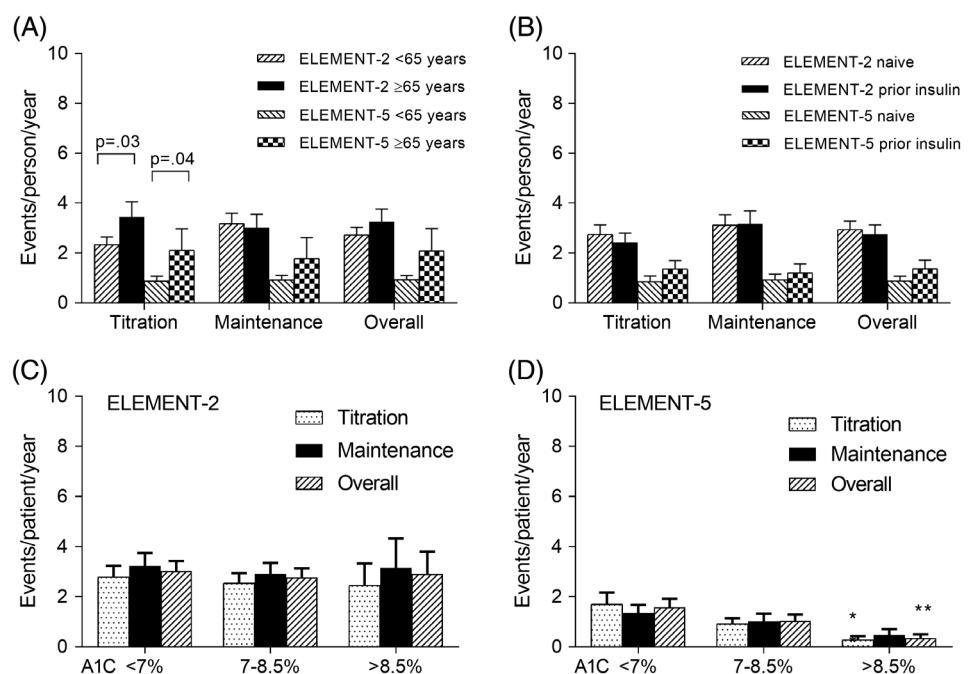 (A)
Events/person/year
10
8
6
4
2
0
ELEMENT-2 <65 years
ELEMENT-2 ≥65 years
ELEMENT-5 <65 years
ELEMENT-5 ≥65 years
p=.03
p=.04
Titration Maintenance Overall
(B)
Events/person/year
10
8
6
4
2
0
ELEMENT-2 naive
ELEMENT-2 prior insulin
ELEMENT-5 naive
ELEMENT-5 prior insulin
Titration Maintenance Overall
(C)
Events/patient/year
10
8
6
4
2
0
ELEMENT-2
Titration
Maintenance
Overall
A1C <7% 7-8.5% >8.5%
(D)
Events/patient/year
10
8
6
4
2
0
ELEMENT-5
Titration
Maintenance
Overall
* **
A1C <7% 7-8.5% >8.5%